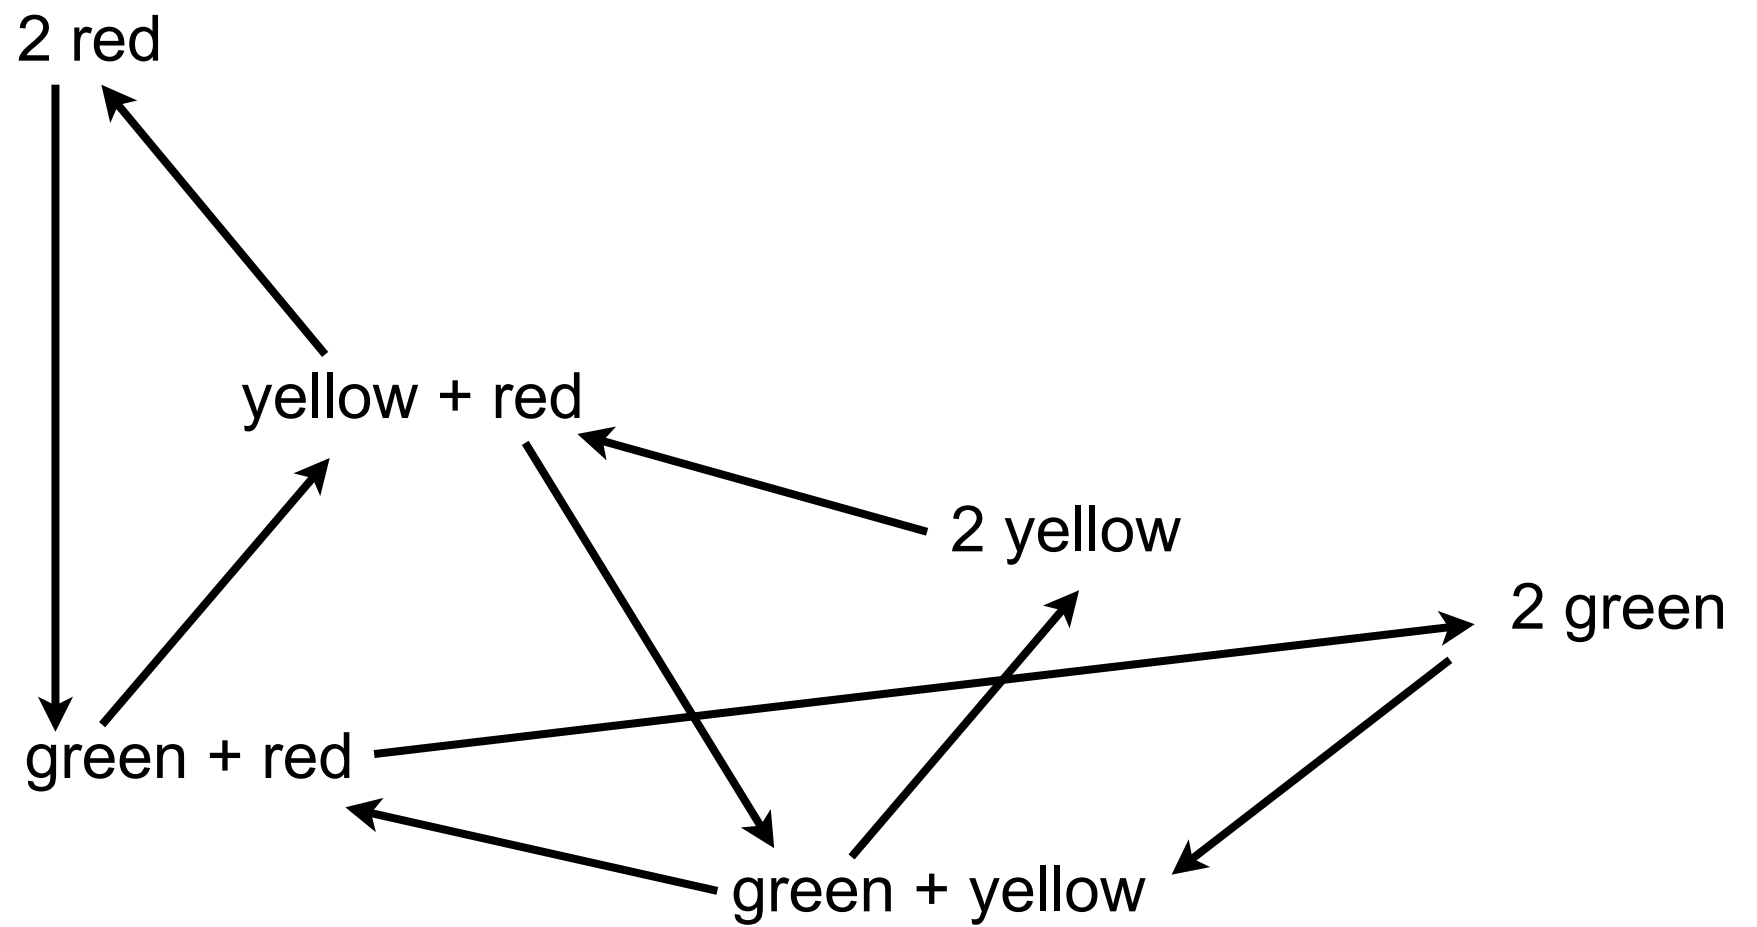 2 red
yellow + red
2 yellow
2 green
green + red
green + yellow